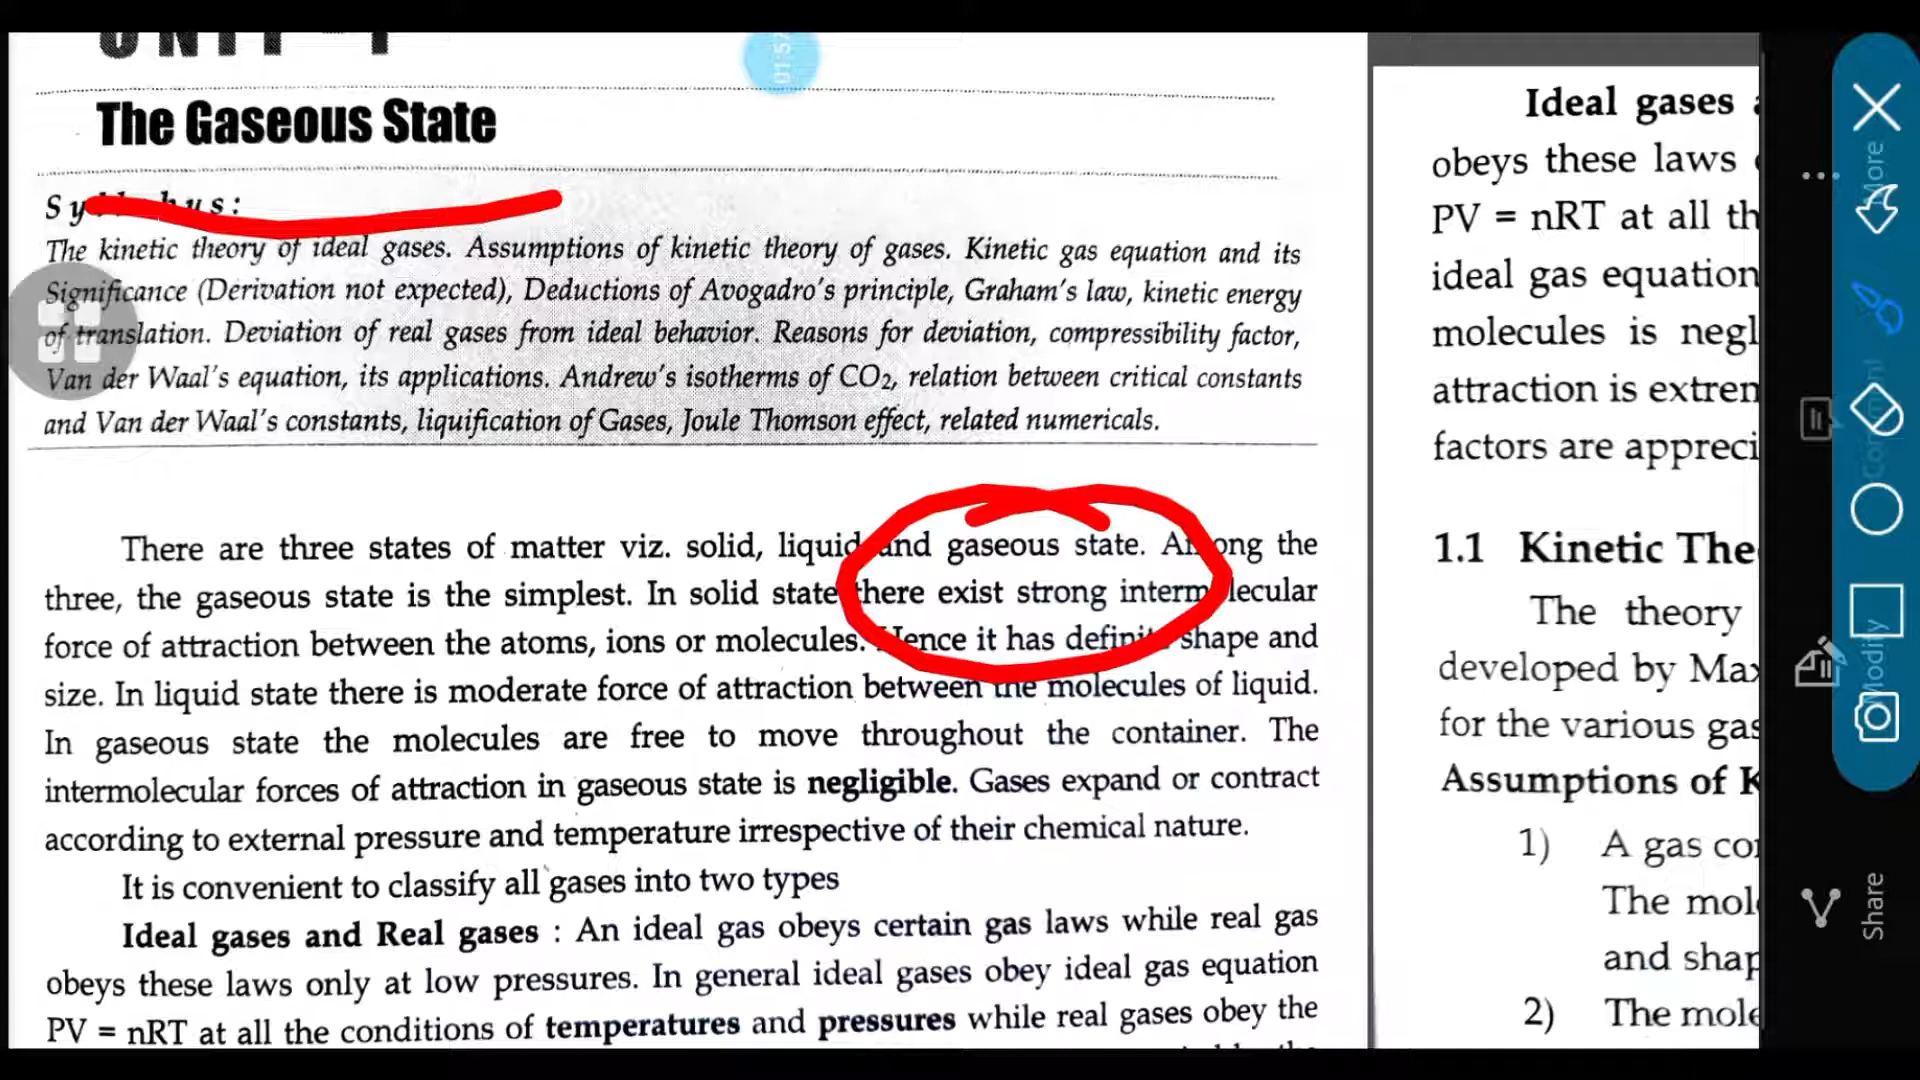 UNIT - 1
The Gaseous State
Syllabus:
The kinetic theory of ideal gases. Assumptions of kinetic theory of gases. Kinetic gas equation and its
Significance (Derivation not expected), Deductions of Avogadro's principle, Graham's law, kinetic energy
of translation. Deviation of real gases from ideal behavior. Reasons for deviation, compressibility factor,
Van der Waal's equation, its applications. Andrew's isotherms of CO₂, relation between critical constants
and Van der Waal's constants, liquification of Gases, Joule Thomson effect, related numericals.
There are three states of matter viz. solid, liquid and gaseous state. Among the
three, the gaseous state is the simplest. In solid state there exist strong intermolecular
force of attraction between the atoms, ions or molecules. Hence it has definite shape and
size. In liquid state there is moderate force of attraction between the molecules of liquid.
In gaseous state the molecules are free to move throughout the container. The
intermolecular forces of attraction in gaseous state is negligible. Gases expand or contract
according to external pressure and temperature irrespective of their chemical nature.
It is convenient to classify all gases into two types
Ideal gases and Real gases : An ideal gas obeys certain gas laws while real gas
obeys these laws only at low pressures. In general ideal gases obey ideal gas equation
PV = nRT at all the conditions of temperatures and pressures while real gases obey the
Ideal gases
obeys these laws
PV = nRT at all th
ideal gas equation
molecules is negl
attraction is extrem
factors are appreci
1.1 Kinetic The
The theory
developed by Max
for the various gas
Assumptions of K
1) A gas con
The mol
and shap
2) The mole
01:57
More
Comment
Modify
Share